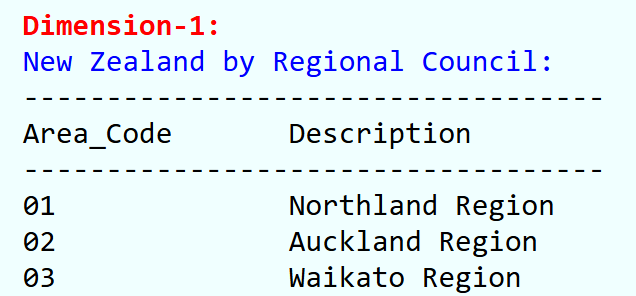 Dimension-1:
New Zealand by Regional Council:
-----------------------------------
Area_Code       Description
-----------------------------------
01              Northland Region
02              Auckland Region
03              Waikato Region